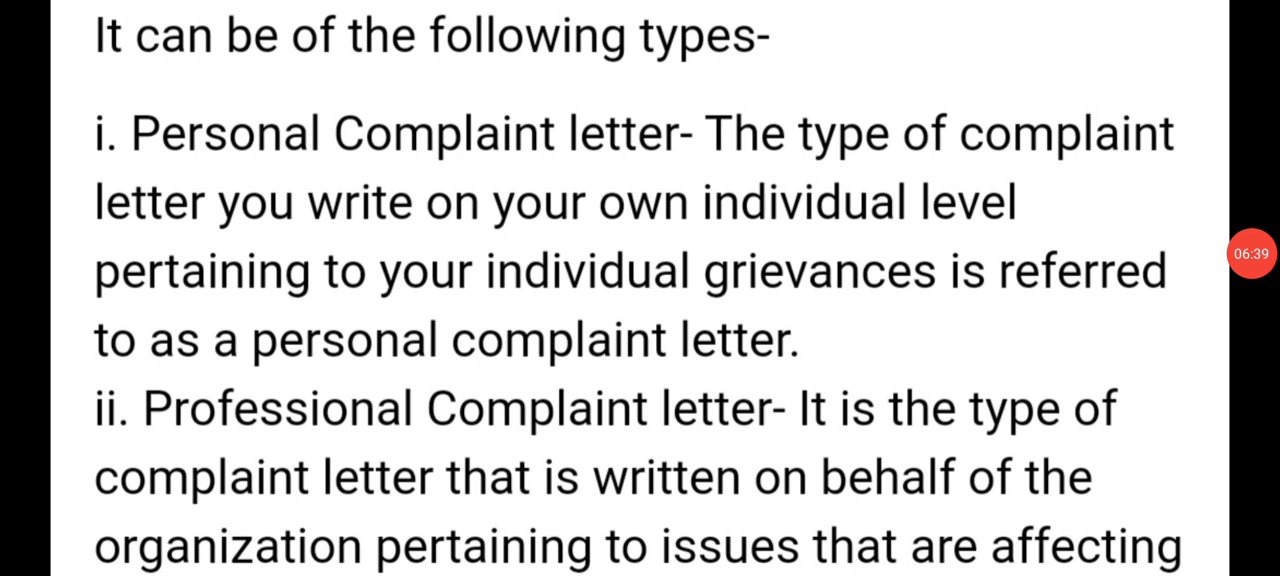 It can be of the following types-
i. Personal Complaint letter- The type of complaint
letter you write on your own individual level
pertaining to your individual grievances is referred
to as a personal complaint letter.
ii. Professional Complaint letter- It is the type of
complaint letter that is written on behalf of the
organization pertaining to issues that are affecting
06:39